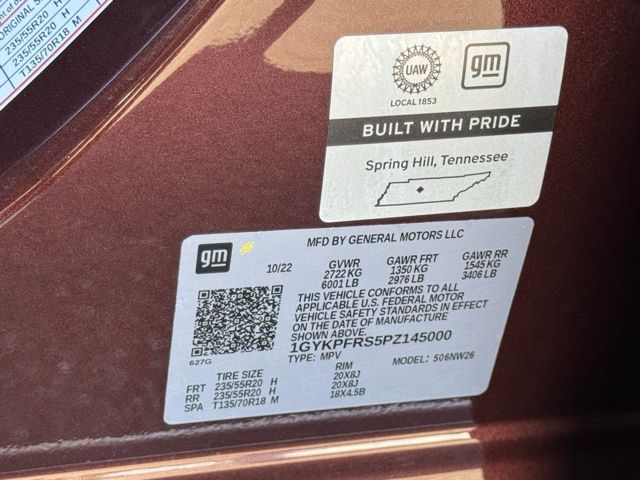 ORIGINAL S
235/55R20 H
235/55R20 H
T135/70R18 M
UAW
gm
LOCAL 1853
BUILT WITH PRIDE
Spring Hill, Tennessee
gm
MFD BY GENERAL MOTORS LLC
10/22 GVWR GAWR FRT GAWR RR
2722 KG 1350 KG 1545 KG
6001 LB 2976 LB 3406 LB
THIS VEHICLE CONFORMS TO ALL
APPLICABLE U.S. FEDERAL MOTOR
VEHICLE SAFETY STANDARDS IN EFFECT
ON THE DATE OF MANUFACTURE
SHOWN ABOVE.
1GYKPFRS5PZ145000
627G TYPE: MPV MODEL: 506NW26
TIRE SIZE RIM
FRT 235/55R20 H 20X8J
RR 235/55R20 H 20X8J
SPA T135/70R18 M 18X4.5B